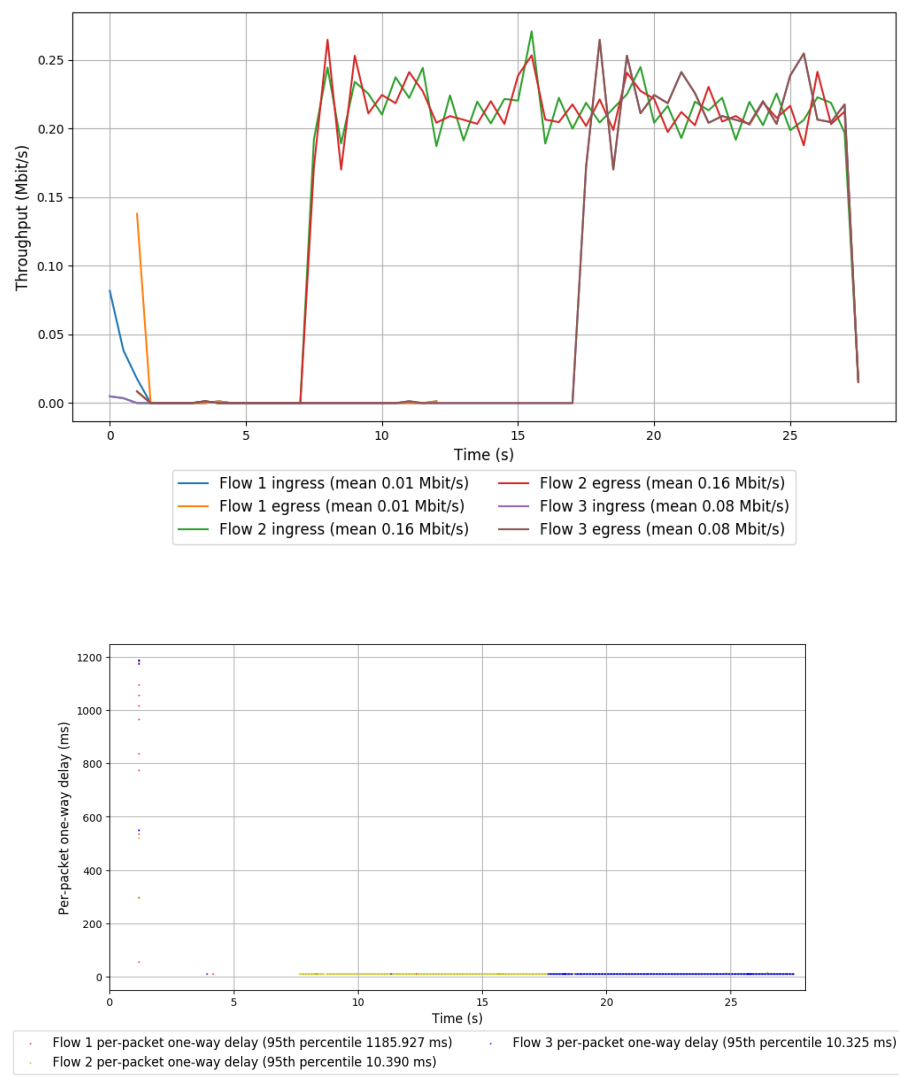 0.25
0.20
0.15
0.10
0.05
0.00
Throughput (Mbit/s)
0 5 10 15 20 25
Time (s)
Flow 1 ingress (mean 0.01 Mbit/s) Flow 2 egress (mean 0.16 Mbit/s)
Flow 1 egress (mean 0.01 Mbit/s) Flow 3 ingress (mean 0.08 Mbit/s)
Flow 2 ingress (mean 0.16 Mbit/s) Flow 3 egress (mean 0.08 Mbit/s)
1200
1000
800
600
400
200
0
Per-packet one-way delay (ms)
0 5 10 15 20 25
Time (s)
Flow 1 per-packet one-way delay (95th percentile 1185.927 ms) Flow 3 per-packet one-way delay (95th percentile 10.325 ms)
Flow 2 per-packet one-way delay (95th percentile 10.390 ms)